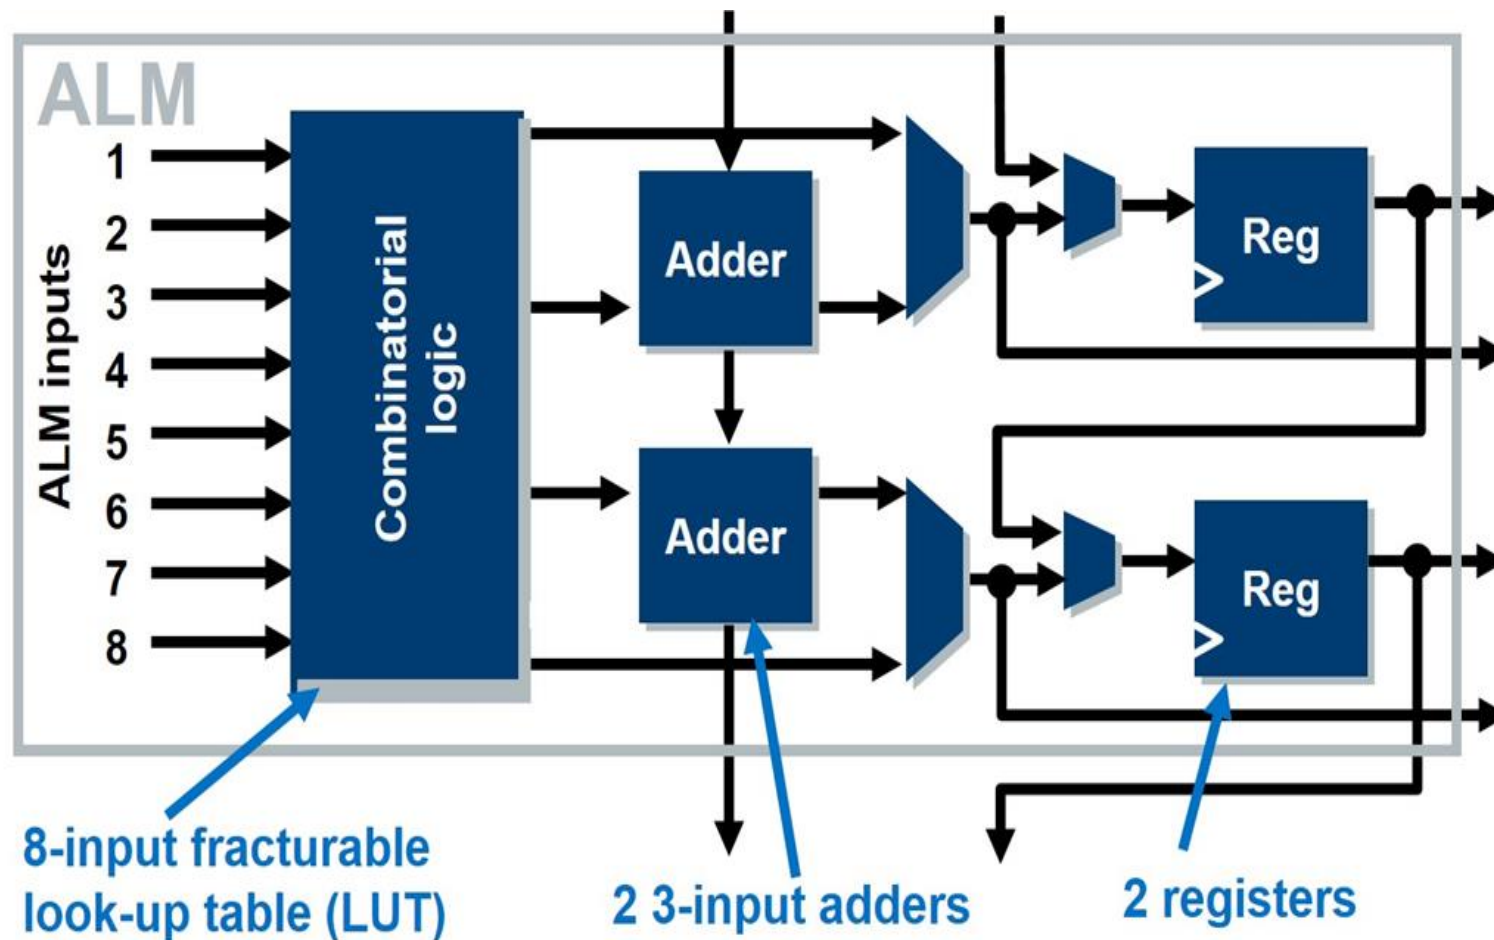 ALM
ALM inputs
1
2
3
4
5
6
7
8
Combinatorial
logic
Adder
Adder
Reg
Reg
8-input fracturable
look-up table (LUT)
2 3-input adders
2 registers